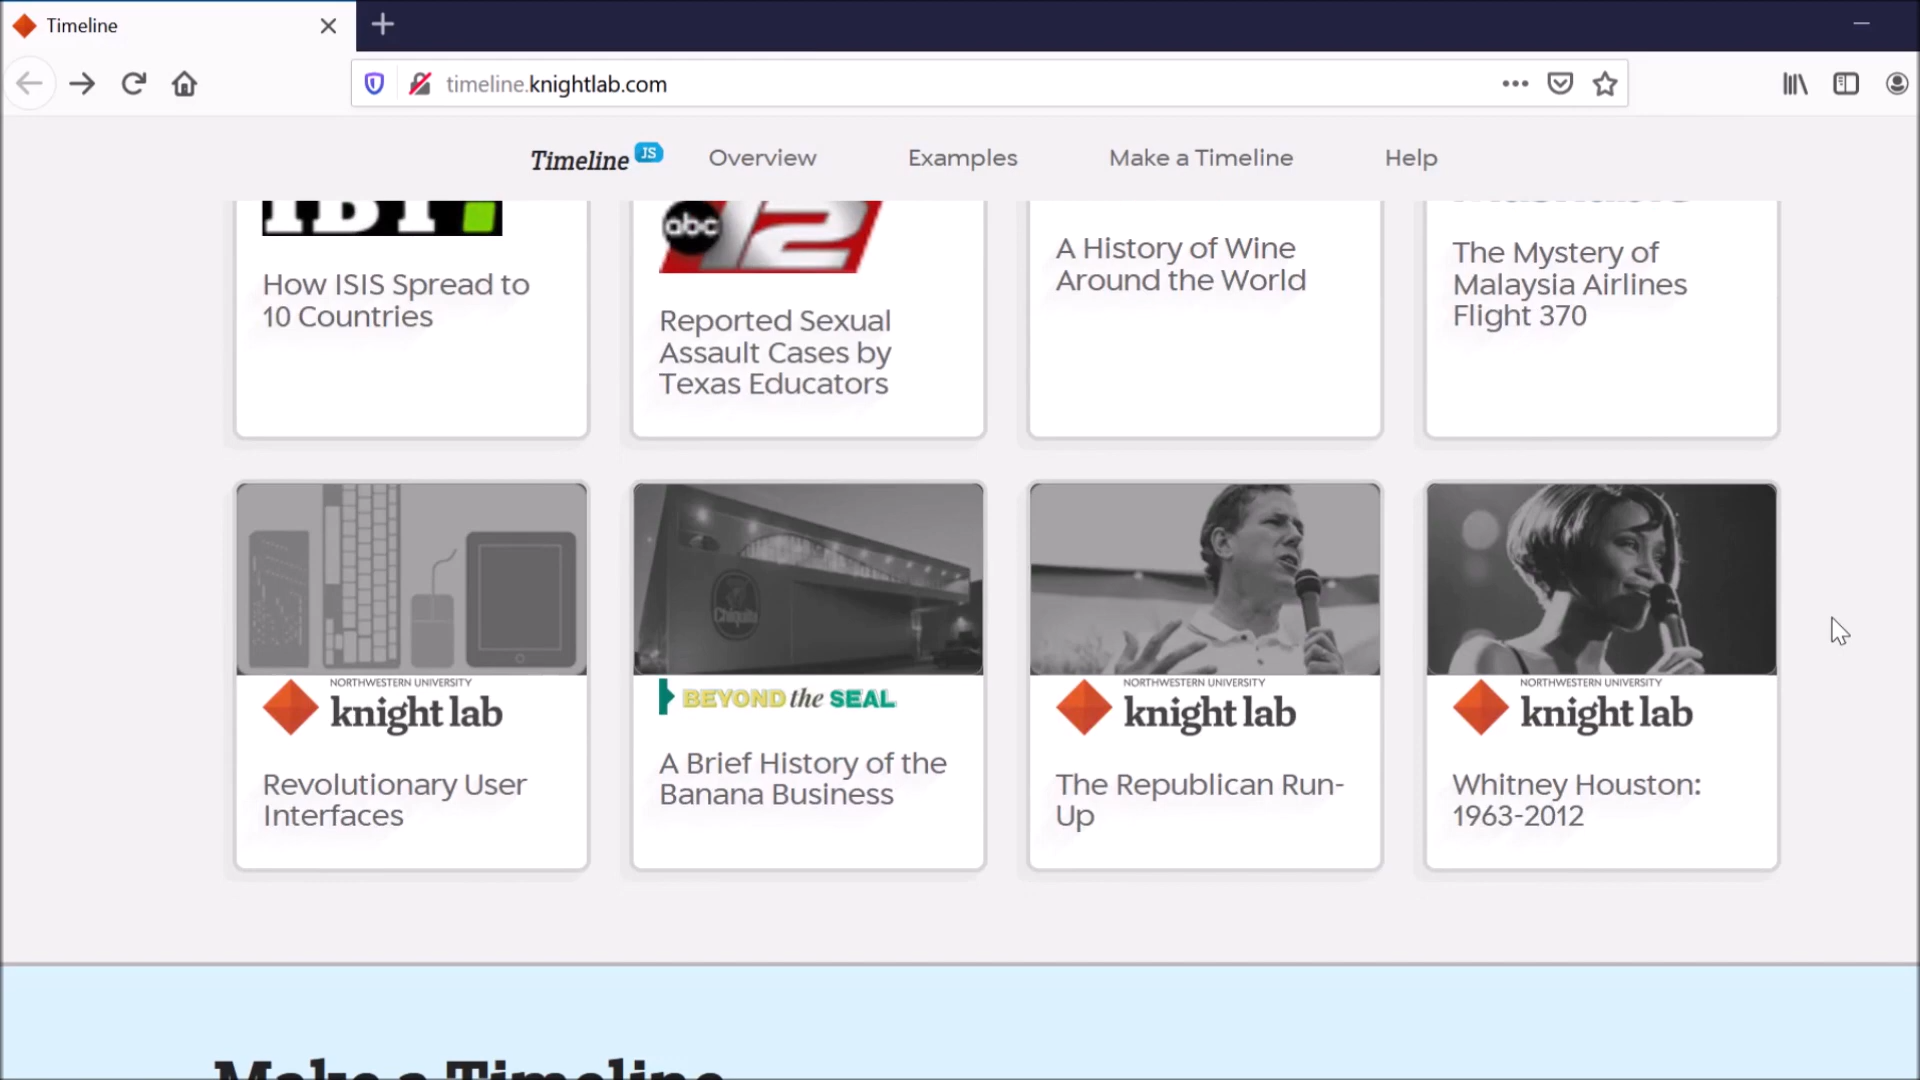 Timeline
timeline.knightlab.com
Timeline JS
Overview
Examples
Make a Timeline
Help
IBT
How ISIS Spread to
10 Countries
abc 12
Reported Sexual
Assault Cases by
Texas Educators
A History of Wine
Around the World
The Mystery of
Malaysia Airlines
Flight 370
NORTHWESTERN UNIVERSITY
knight lab
Revolutionary User
Interfaces
Chiquita
BEYOND the SEAL
A Brief History of the
Banana Business
NORTHWESTERN UNIVERSITY
knight lab
The Republican Run-
Up
NORTHWESTERN UNIVERSITY
knight lab
Whitney Houston:
1963-2012
Make a Timeline